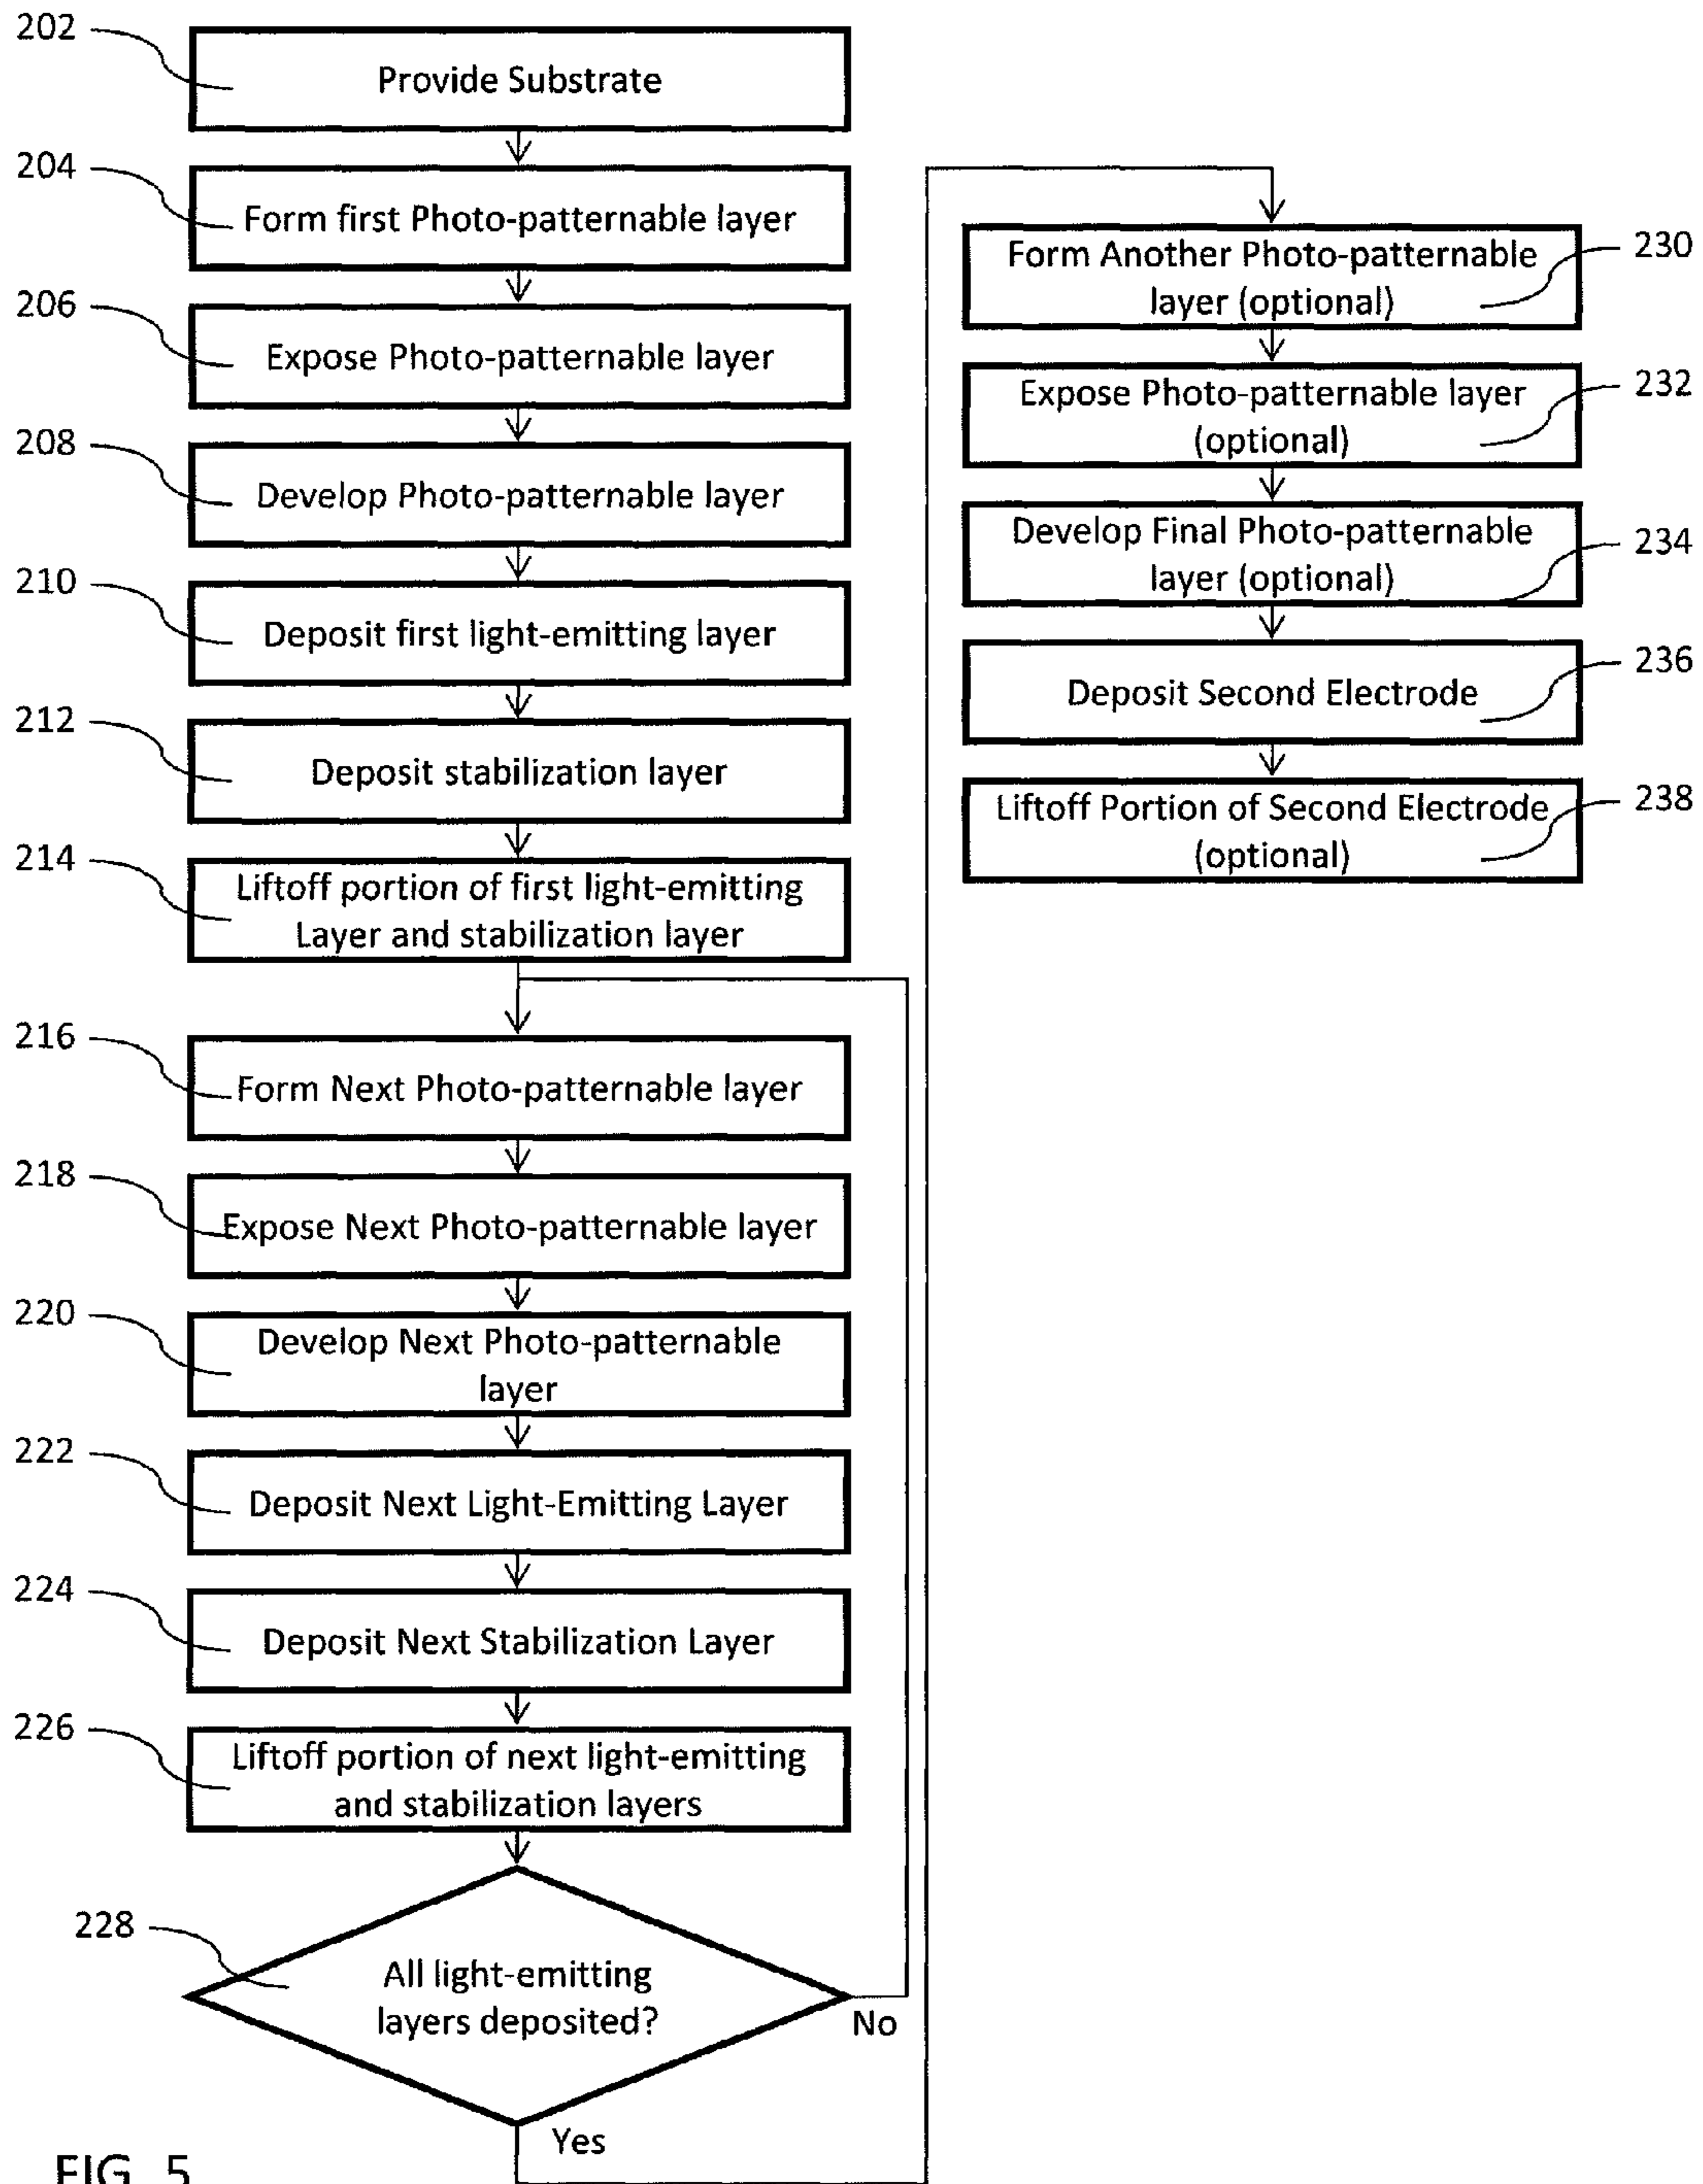 202
Provide Substrate
204
Form first Photo-patternable layer
206
Expose Photo-patternable layer
208
Develop Photo-patternable layer
210
Deposit first light-emitting layer
212
Deposit stabilization layer
214
Liftoff portion of first light-emitting
Layer and stabilization layer
216
Form Next Photo-patternable layer
218
Expose Next Photo-patternable layer
220
Develop Next Photo-patternable
layer
222
Deposit Next Light-Emitting Layer
224
Deposit Next Stabilization Layer
226
Liftoff portion of next light-emitting
and stabilization layers
228
All light-emitting
layers deposited?
No
Yes
Form Another Photo-patternable
layer (optional)
230
Expose Photo-patternable layer
(optional)
232
Develop Final Photo-patternable
layer (optional)
234
Deposit Second Electrode
236
Liftoff Portion of Second Electrode
(optional)
238
FIG. 5